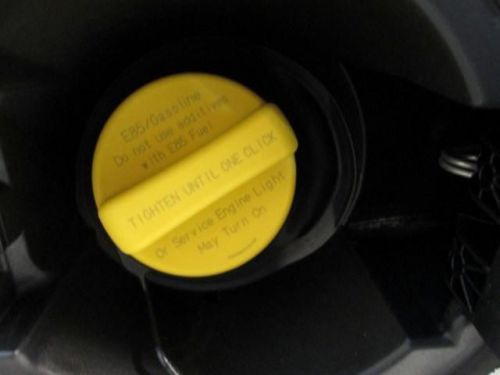 E85/Gasoline
Do not use additives
with E85 Fuel
TIGHTEN UNTIL ONE CLICK
Or Service Engine Light
May Turn On